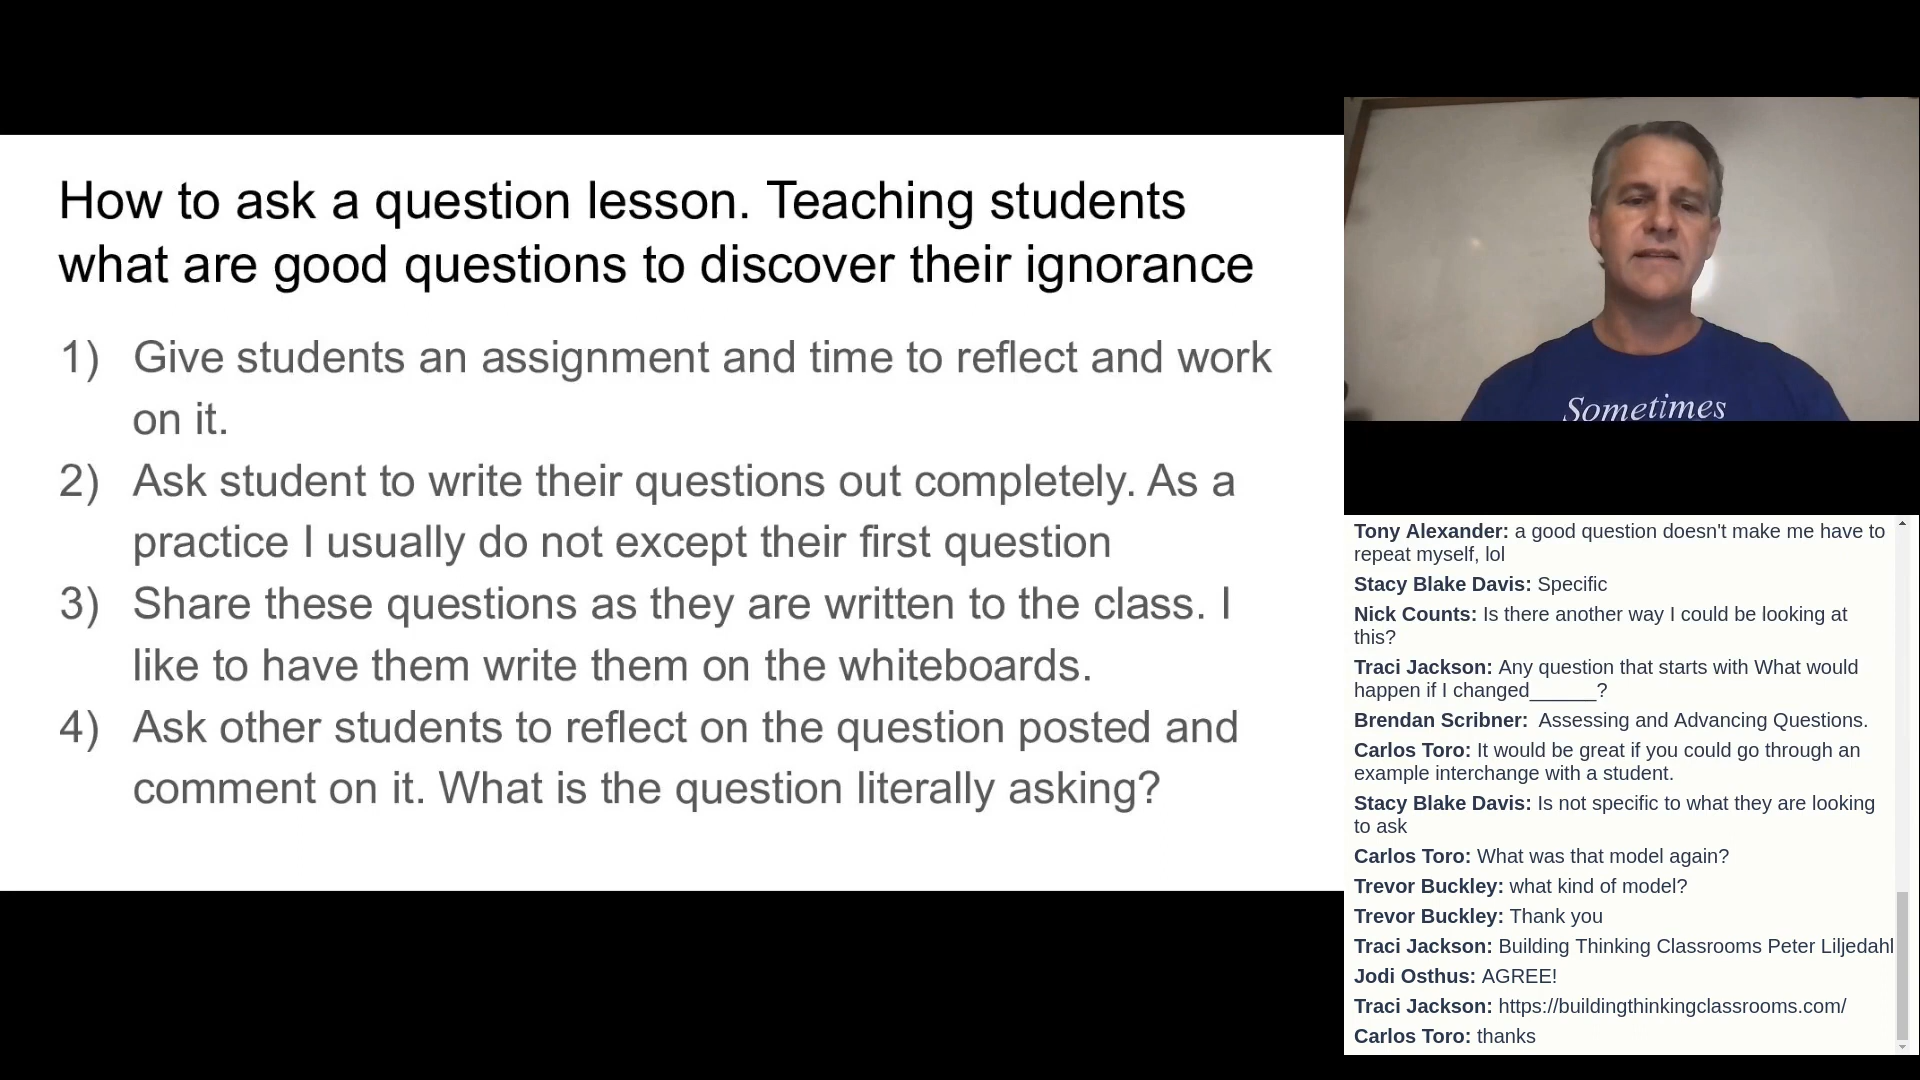 How to ask a question lesson. Teaching students
what are good questions to discover their ignorance
1) Give students an assignment and time to reflect and work
on it.
2) Ask student to write their questions out completely. As a
practice I usually do not except their first question
3) Share these questions as they are written to the class. I
like to have them write them on the whiteboards.
4) Ask other students to reflect on the question posted and
comment on it. What is the question literally asking?
Sometimes
Tony Alexander: a good question doesn't make me have to
repeat myself, lol
Stacy Blake Davis: Specific
Nick Counts: Is there another way I could be looking at
this?
Traci Jackson: Any question that starts with What would
happen if I changed______?
Brendan Scribner: Assessing and Advancing Questions.
Carlos Toro: It would be great if you could go through an
example interchange with a student.
Stacy Blake Davis: Is not specific to what they are looking
to ask
Carlos Toro: What was that model again?
Trevor Buckley: what kind of model?
Trevor Buckley: Thank you
Traci Jackson: Building Thinking Classrooms Peter Liljedahl
Jodi Osthus: AGREE!
Traci Jackson: https://buildingthinkingclassrooms.com/
Carlos Toro: thanks